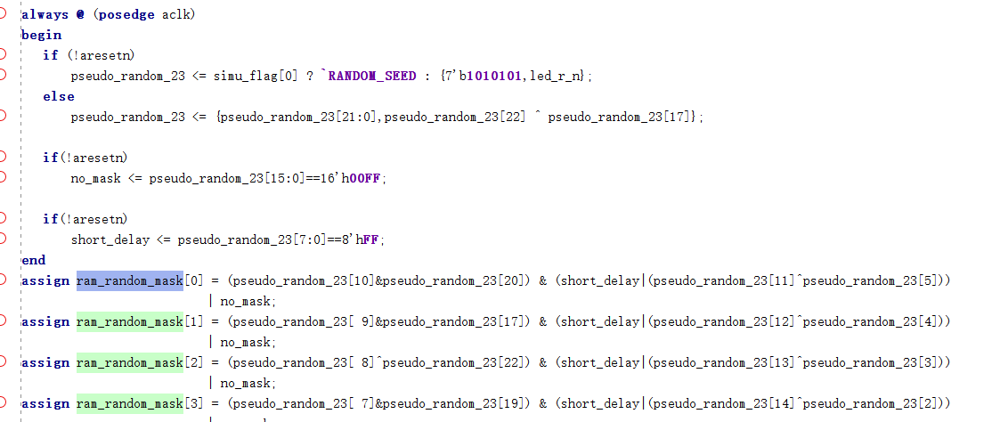 always @ (posedge aclk)
begin
if (!aresetn)
pseudo_random_23 <= simu_flag[0] ? `RANDOM_SEED : {7'b1010101,led_r_n};
else
pseudo_random_23 <= {pseudo_random_23[21:0],pseudo_random_23[22] ^ pseudo_random_23[17]};
if(!aresetn)
no_mask <= pseudo_random_23[15:0]==16'h00FF;
if(!aresetn)
short_delay <= pseudo_random_23[7:0]==8'hFF;
end
assign ram_random_mask[0] = (pseudo_random_23[10]&pseudo_random_23[20]) & (short_delay|(pseudo_random_23[11]^pseudo_random_23[5]))
| no_mask;
assign ram_random_mask[1] = (pseudo_random_23[ 9]&pseudo_random_23[17]) & (short_delay|(pseudo_random_23[12]^pseudo_random_23[4]))
| no_mask;
assign ram_random_mask[2] = (pseudo_random_23[ 8]^pseudo_random_23[22]) & (short_delay|(pseudo_random_23[13]^pseudo_random_23[3]))
| no_mask;
assign ram_random_mask[3] = (pseudo_random_23[ 7]&pseudo_random_23[19]) & (short_delay|(pseudo_random_23[14]^pseudo_random_23[2]))